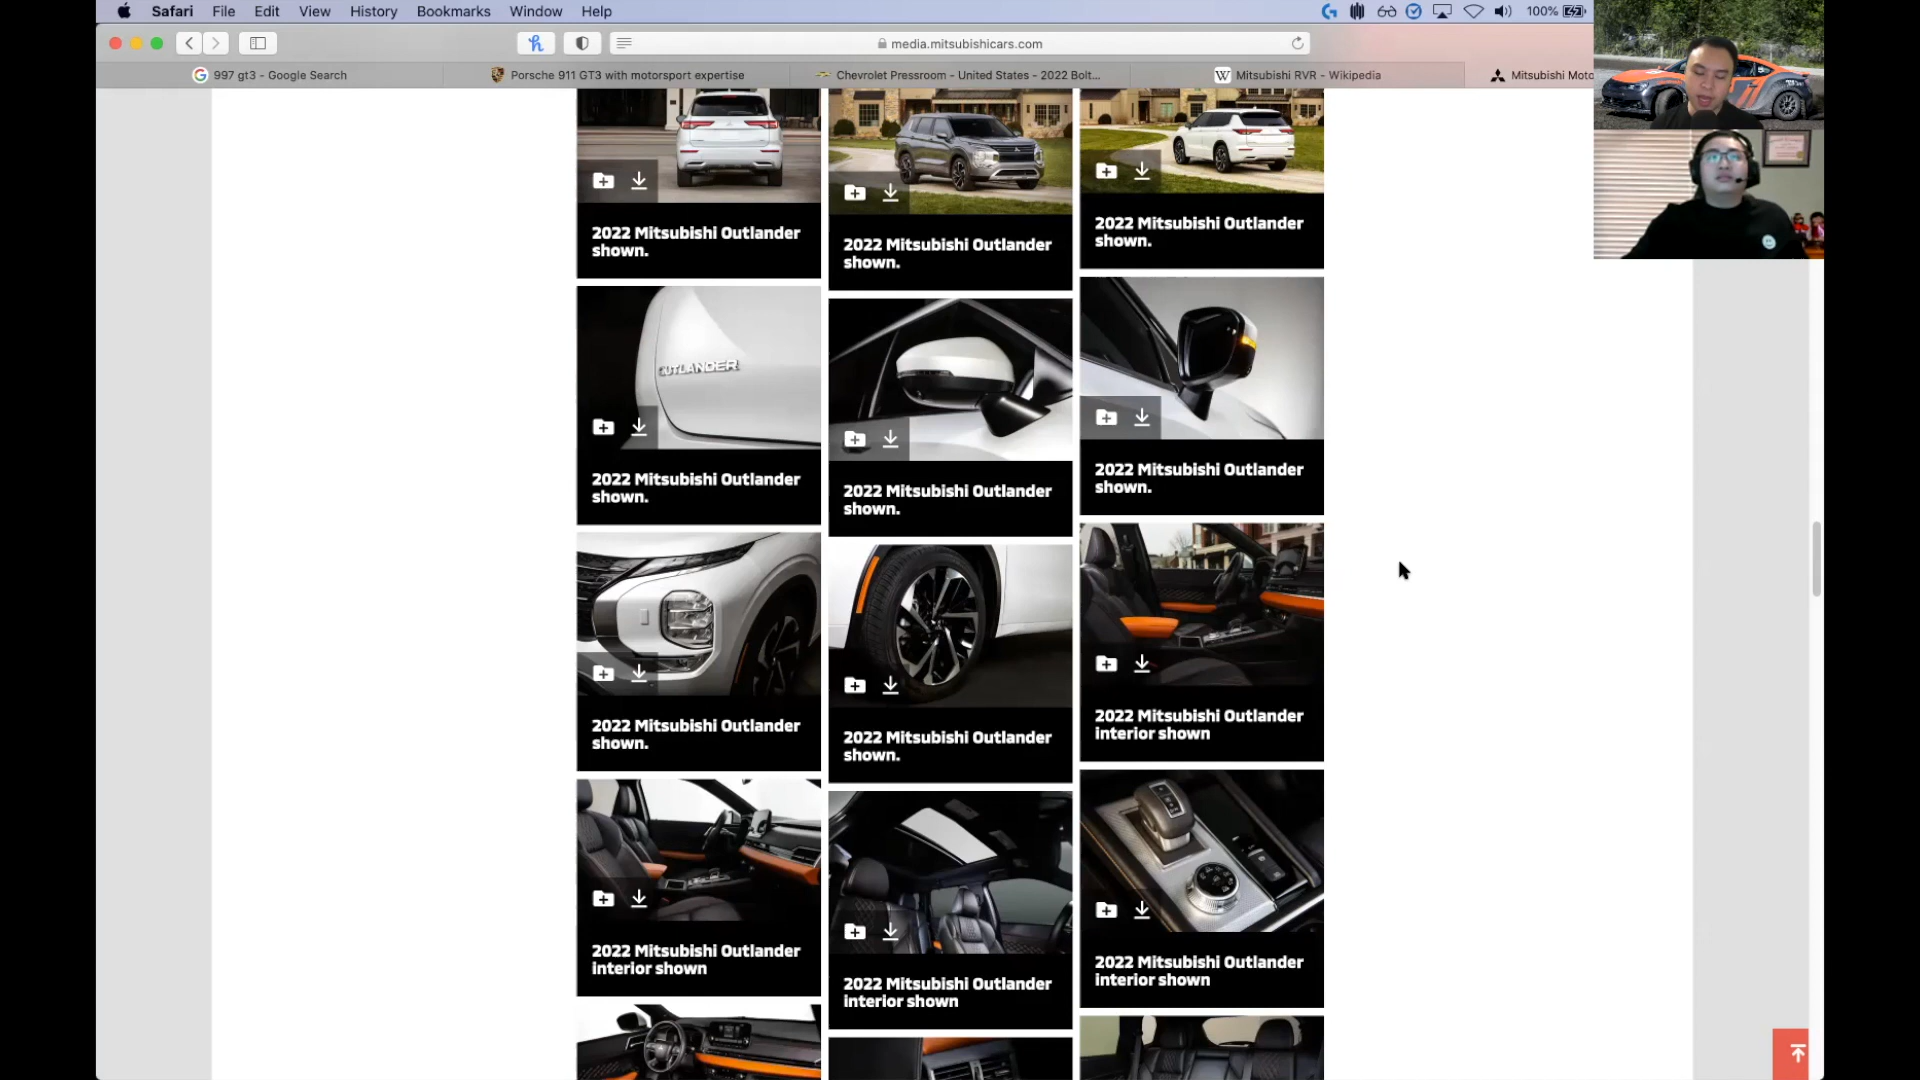 Safari File Edit View History Bookmarks Window Help 100%
media.mitsubishicars.com
997 gt3 - Google Search
Porsche 911 GT3 with motorsport expertise
Chevrolet Pressroom - United States - 2022 Bolt...
Mitsubishi RVR - Wikipedia
Mitsubishi Moto
2022 Mitsubishi Outlander
shown.
2022 Mitsubishi Outlander
shown.
2022 Mitsubishi Outlander
shown.
OUTLANDER
2022 Mitsubishi Outlander
shown.
2022 Mitsubishi Outlander
shown.
2022 Mitsubishi Outlander
shown.
2022 Mitsubishi Outlander
shown.
2022 Mitsubishi Outlander
shown.
2022 Mitsubishi Outlander
interior shown
2022 Mitsubishi Outlander
interior shown
2022 Mitsubishi Outlander
interior shown
2022 Mitsubishi Outlander
interior shown